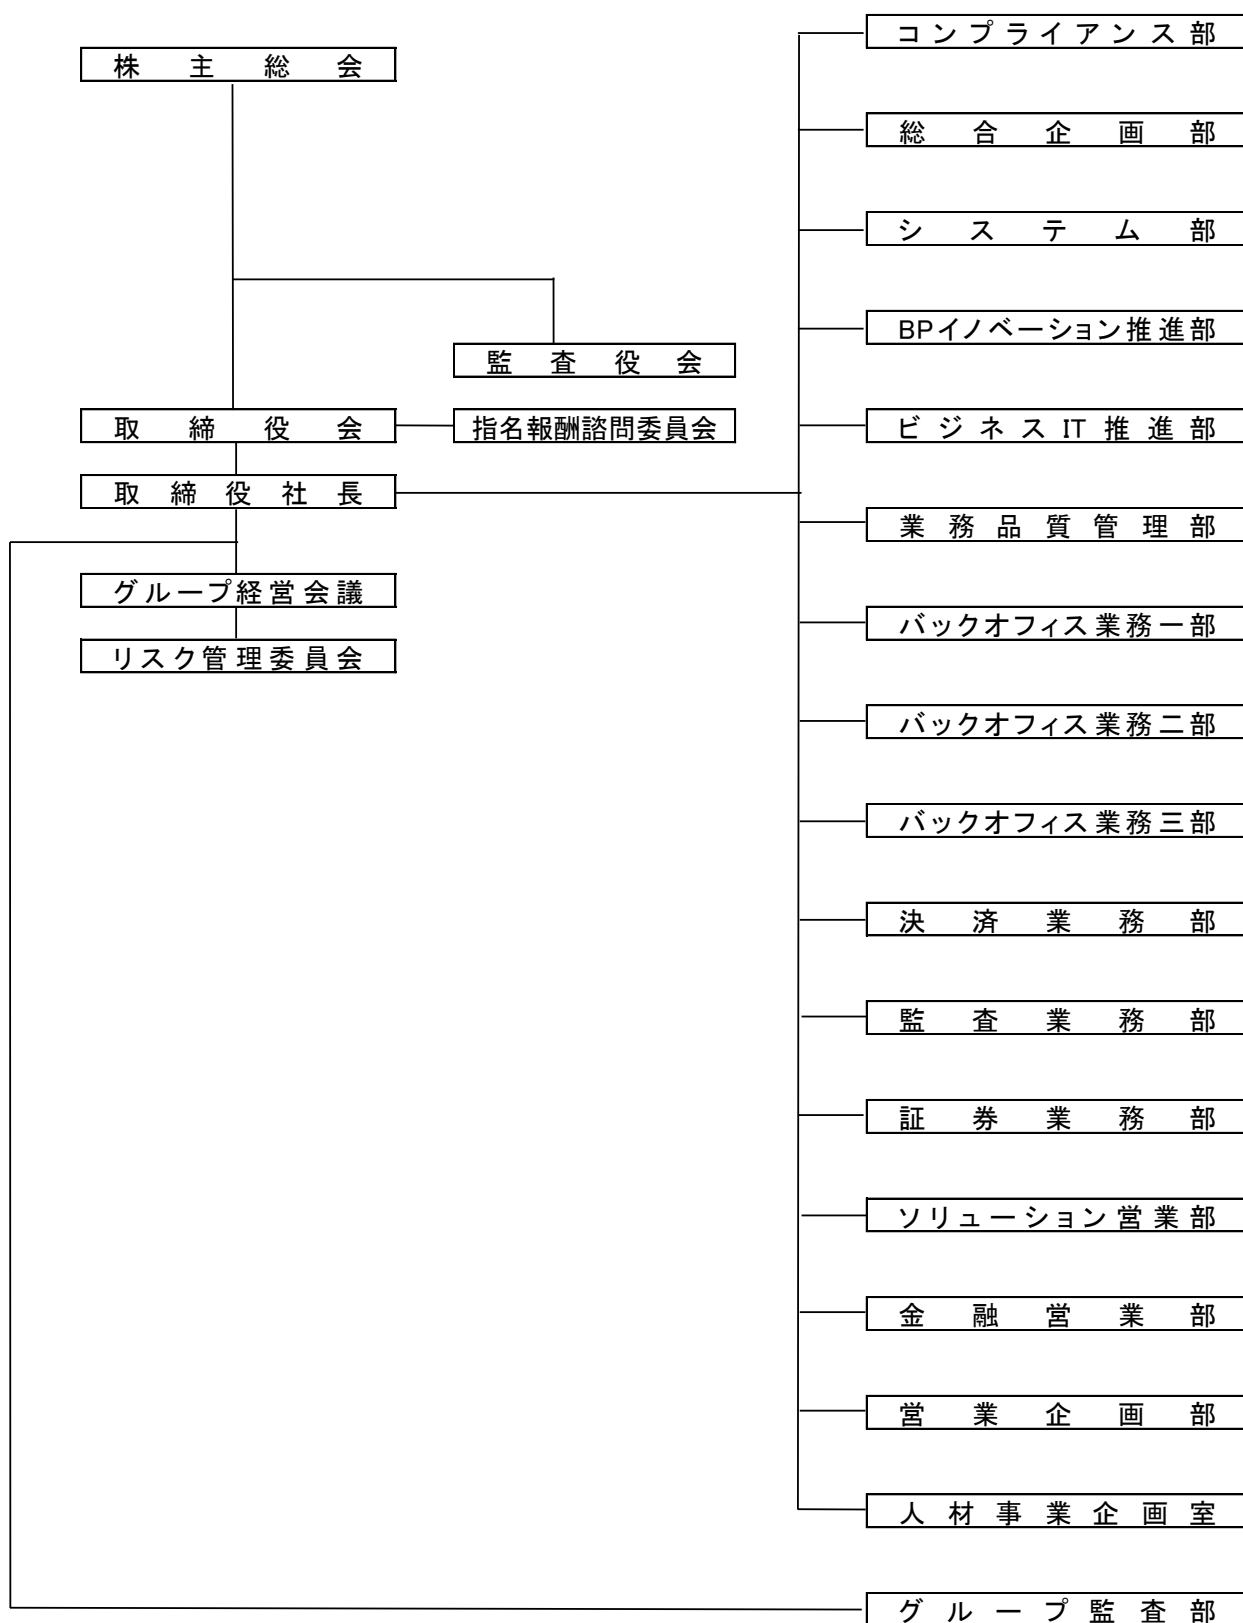 株主総会
監査役会
取締役会
指名報酬諮問委員会
取締役社長
グループ経営会議
リスク管理委員会
コンプライアンス部
総合企画部
システム部
BPイノベーション推進部
ビジネスIT推進部
業務品質管理部
バックオフィス業務一部
バックオフィス業務二部
バックオフィス業務三部
決済業務部
監査業務部
証券業務部
ソリューション営業部
金融営業部
営業企画部
人材事業企画室
グループ監査部